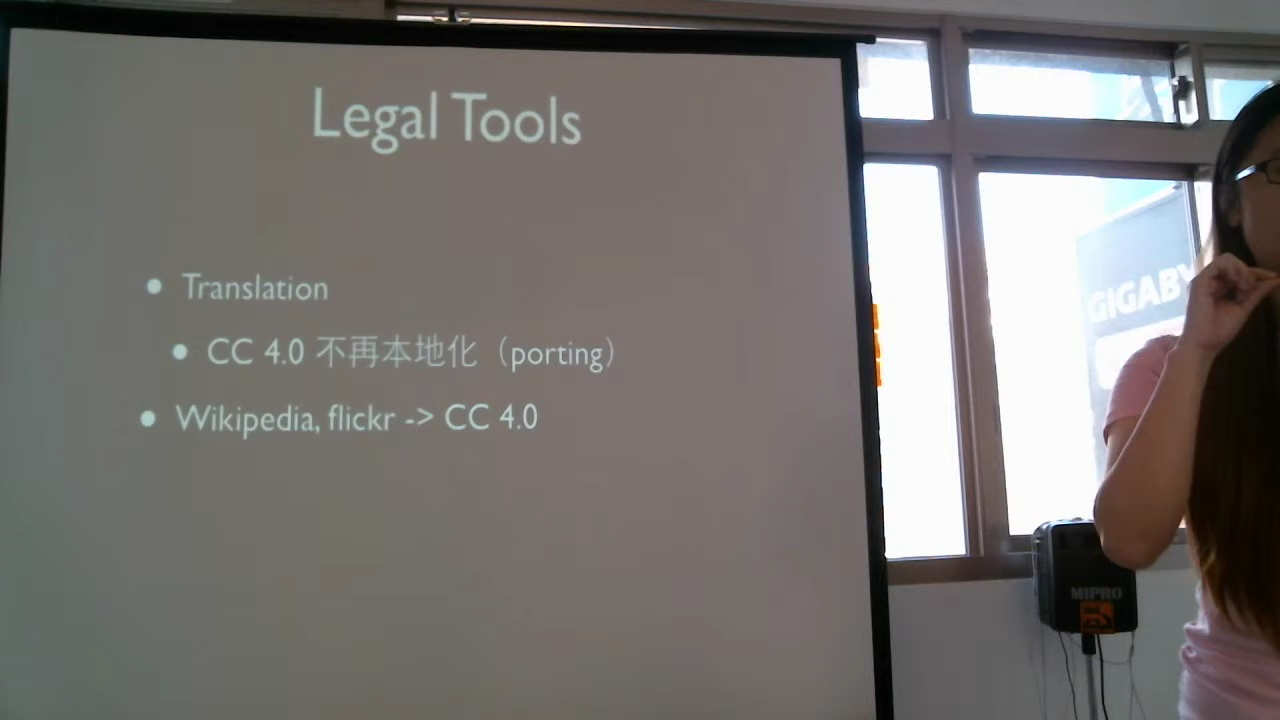 Legal Tools
• Translation
• CC 4.0 不再本地化（porting）
• Wikipedia, flickr -> CC 4.0
GIGABY
MIPRO